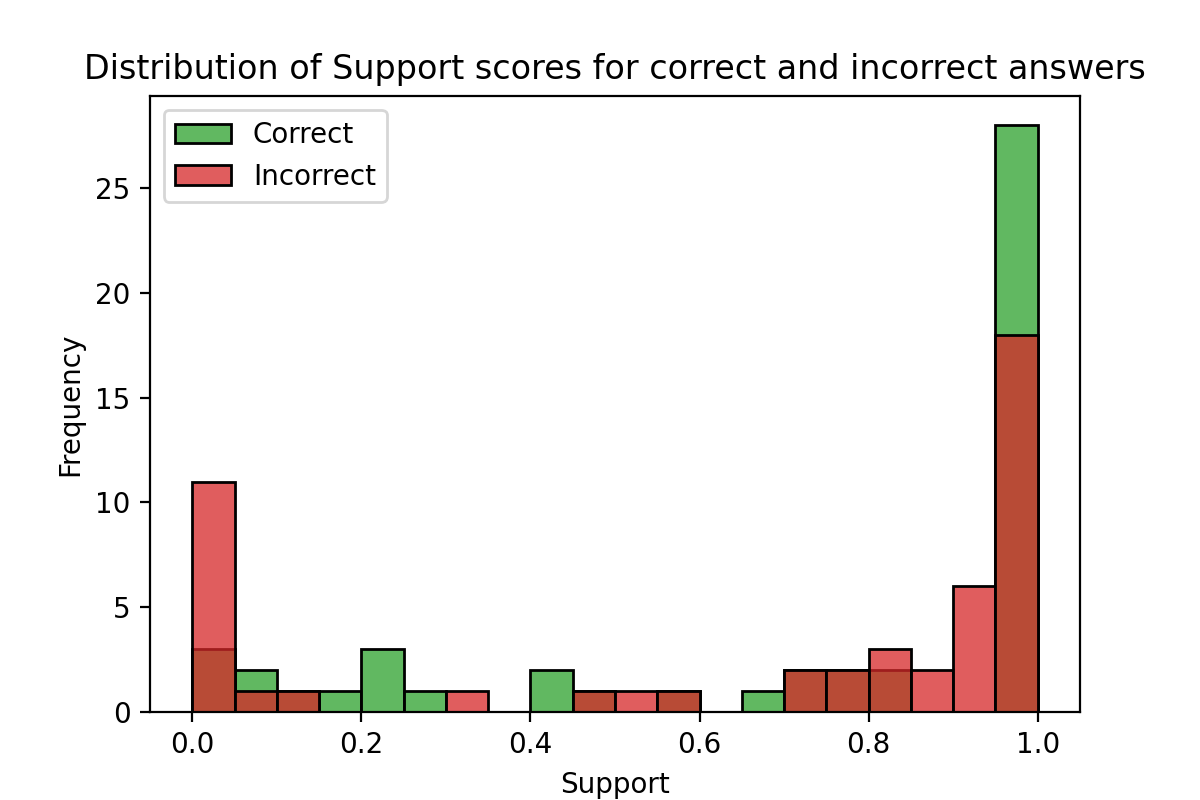 Distribution of Support scores for correct and incorrect answers
Correct
Incorrect
Frequency
25
20
15
10
5
0
0.0 0.2 0.4 0.6 0.8 1.0
Support